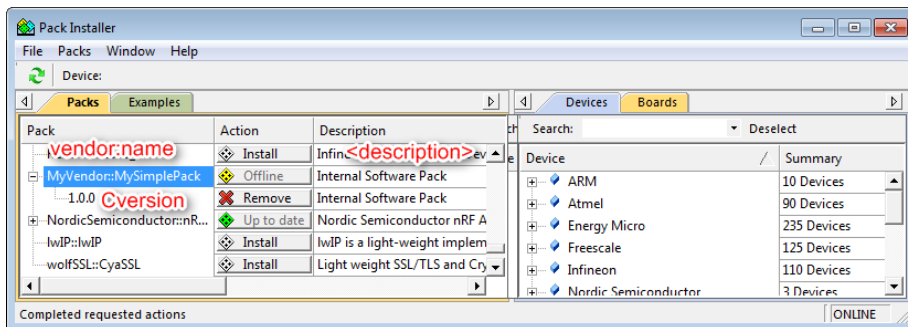 Pack Installer
File Packs Window Help
Device:
Packs Examples
Devices Boards
Pack Action Description
Search: Deselect
vendor:name
Install
<description>
Device Summary
MyVendor::MySimplePack Offline Internal Software Pack
ARM 10 Devices
1.0.0 Cversion Remove Internal Software Pack
Atmel 90 Devices
NordicSemiconductor::nR... Up to date Nordic Semiconductor nRF A
Energy Micro 235 Devices
lwIP::lwIP Install lwIP is a light-weight implem
Freescale 125 Devices
wolfSSL::CyaSSL Install Light weight SSL/TLS and Cry
Infineon 110 Devices
Nordic Semiconductor 3 Devices
Completed requested actions
ONLINE